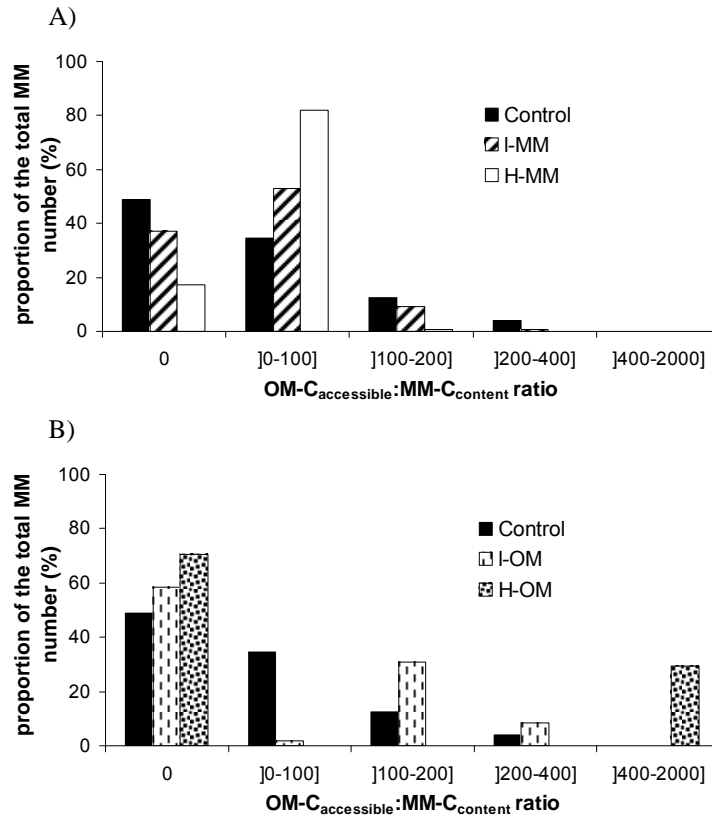 A)
proportion of the total MM
number (%)
100
80
60
40
20
0
Control
I-MM
H-MM
0
]0-100]
]100-200]
]200-400]
]400-2000]
OM-Caccessible:MM-Ccontent ratio
B)
proportion of the total MM
number (%)
100
80
60
40
20
0
Control
I-OM
H-OM
0
]0-100]
]100-200]
]200-400]
]400-2000]
OM-Caccessible:MM-Ccontent ratio